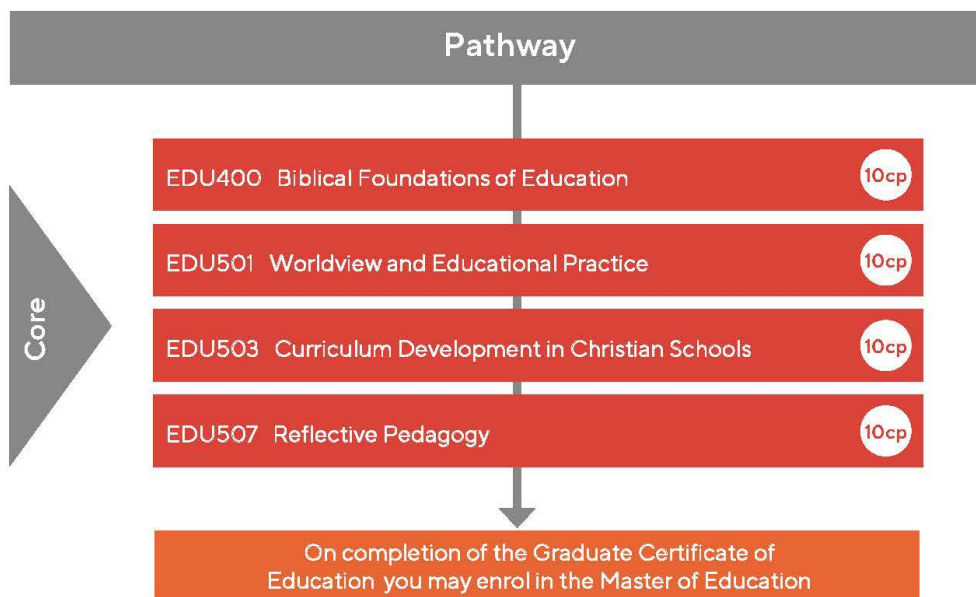 Pathway
Core
EDU400 Biblical Foundations of Education 10cp
EDU501 Worldview and Educational Practice 10cp
EDU503 Curriculum Development in Christian Schools 10cp
EDU507 Reflective Pedagogy 10cp
On completion of the Graduate Certificate of
Education you may enrol in the Master of Education